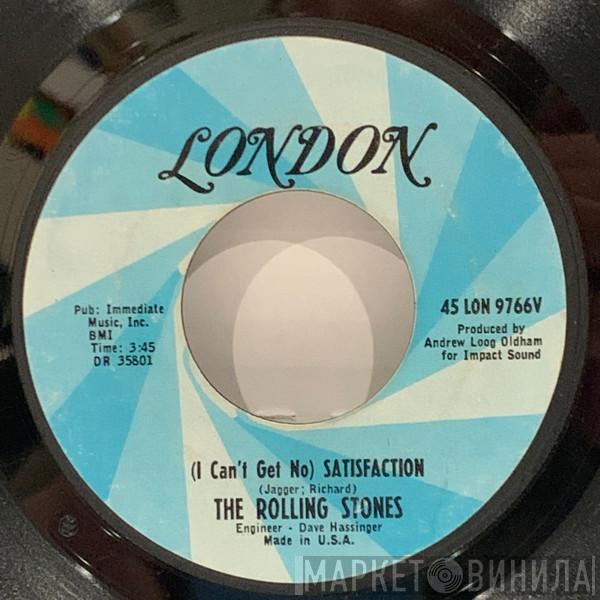 LONDON
Pub: Immediate
Music, Inc.
BMI
Time: 3:45
DR 35801
45 LON 9766V
Produced by
Andrew Loog Oldham
for Impact Sound
(I Can't Get No) SATISFACTION
(Jagger; Richard)
THE ROLLING STONES
Engineer - Dave Hassinger
Made in U.S.A.
МАРКЕТ ВИНИЛА